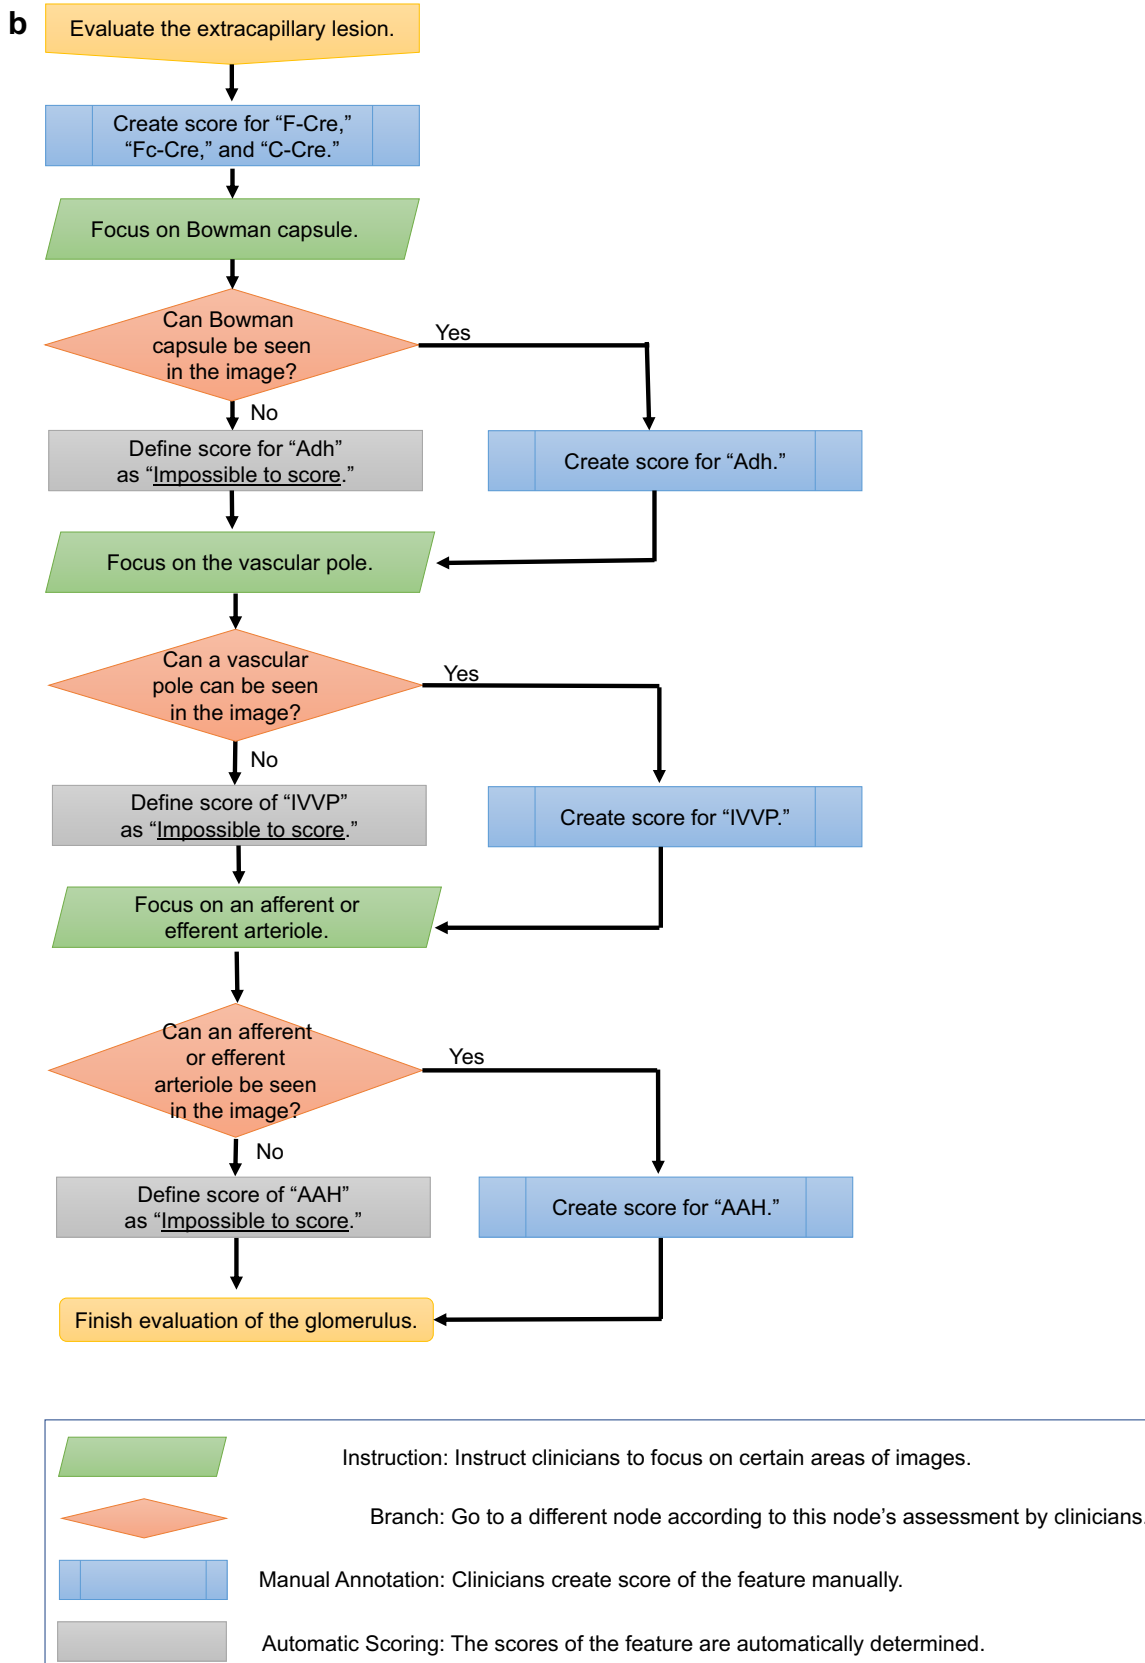 b
Evaluate the extracapillary lesion.
Create score for “F-Cre,”
“Fc-Cre,” and “C-Cre.”
Focus on Bowman capsule.
Can Bowman
capsule be seen
in the image?
Yes
No
Define score for “Adh”
as “Impossible to score.”
Create score for “Adh.”
Focus on the vascular pole.
Can a vascular
pole can be seen
in the image?
Yes
No
Define score of “IVVP”
as “Impossible to score.”
Create score for “IVVP.”
Focus on an afferent or
efferent arteriole.
Can an afferent
or efferent
arteriole be seen
in the image?
Yes
No
Define score of “AAH”
as “Impossible to score.”
Create score for “AAH.”
Finish evaluation of the glomerulus.
Instruction: Instruct clinicians to focus on certain areas of images.
Branch: Go to a different node according to this node’s assessment by clinicians.
Manual Annotation: Clinicians create score of the feature manually.
Automatic Scoring: The scores of the feature are automatically determined.